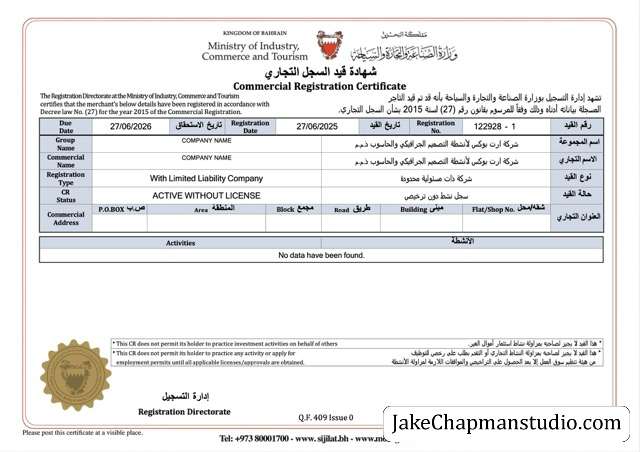 KINGDOM OF BAHRAIN
مملكة البحرين
Ministry of Industry,
Commerce and Tourism
وزارة الصناعة والتجارة والسياحة
شهادة قيد السجل التجاري
Commercial Registration Certificate
The Registration Directorate at the Ministry of Industry, Commerce and Tourism
certifies that the merchant's below details have been registered in accordance with
Decree law No. (27) for the year 2015 of the Commercial Registration.
تشهد إدارة التسجيل بوزارة الصناعة والتجارة والسياحة بأنه قد تم قيد التاجر
المسجلة بياناته أدناه وذلك وفقاً للمرسوم بقانون رقم (27) لسنة 2015 بشأن السجل التجاري.
Due Date 27/06/2026 تاريخ الاستحقاق Registration Date 27/06/2025 تاريخ القيد Registration No. 122928 - 1 رقم القيد
Group Name COMPANY NAME شركة ارت بوكس لأنشطة التصميم الجرافيكي والحاسوب ذ.م.م اسم المجموعة
Commercial Name COMPANY NAME شركة ارت بوكس لأنشطة التصميم الجرافيكي والحاسوب ذ.م.م الاسم التجاري
Registration Type With Limited Liability Company شركة ذات مسئولية محدودة نوع القيد
CR Status ACTIVE WITHOUT LICENSE سجل نشط دون ترخيص حالة القيد
Commercial Address P.O.BOX ص.ب Area المنطقة Block مجمع Road طريق Building مبنى Flat/Shop No. شقة/محل العنوان التجاري
Activities الأنشطة
No data have been found.
* This CR does not permit its holder to practice investment activities on behalf of others
* هذا القيد لا يجيز لصاحبه مزاولة نشاط استثمار أموال الغير.
* This CR does not permit its holder to practice any activity or apply for
employment permits until all applicable licenses/approvals are obtained.
* هذا القيد لا يجيز لصاحبه مزاولة النشاط التجاري أو التقدم بطلب على رخص للتوظيف
من هيئة تنظيم سوق العمل إلا بعد الحصول على التراخيص والموافقات اللازمة لمزاولة الأنشطة
إدارة التسجيل
Registration Directorate
Q.F. 409 Issue 0
JakeChapmanstudio.com
Please post this certificate at a visible place.
Tel: +973 80001700 - www.sijilat.bh -